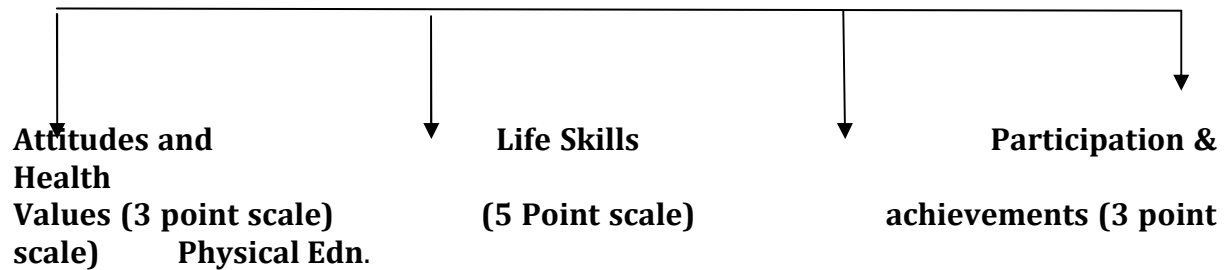 Attitudes and Life Skills Participation &
Health
Values (3 point scale) (5 Point scale) achievements (3 point
scale) Physical Edn.